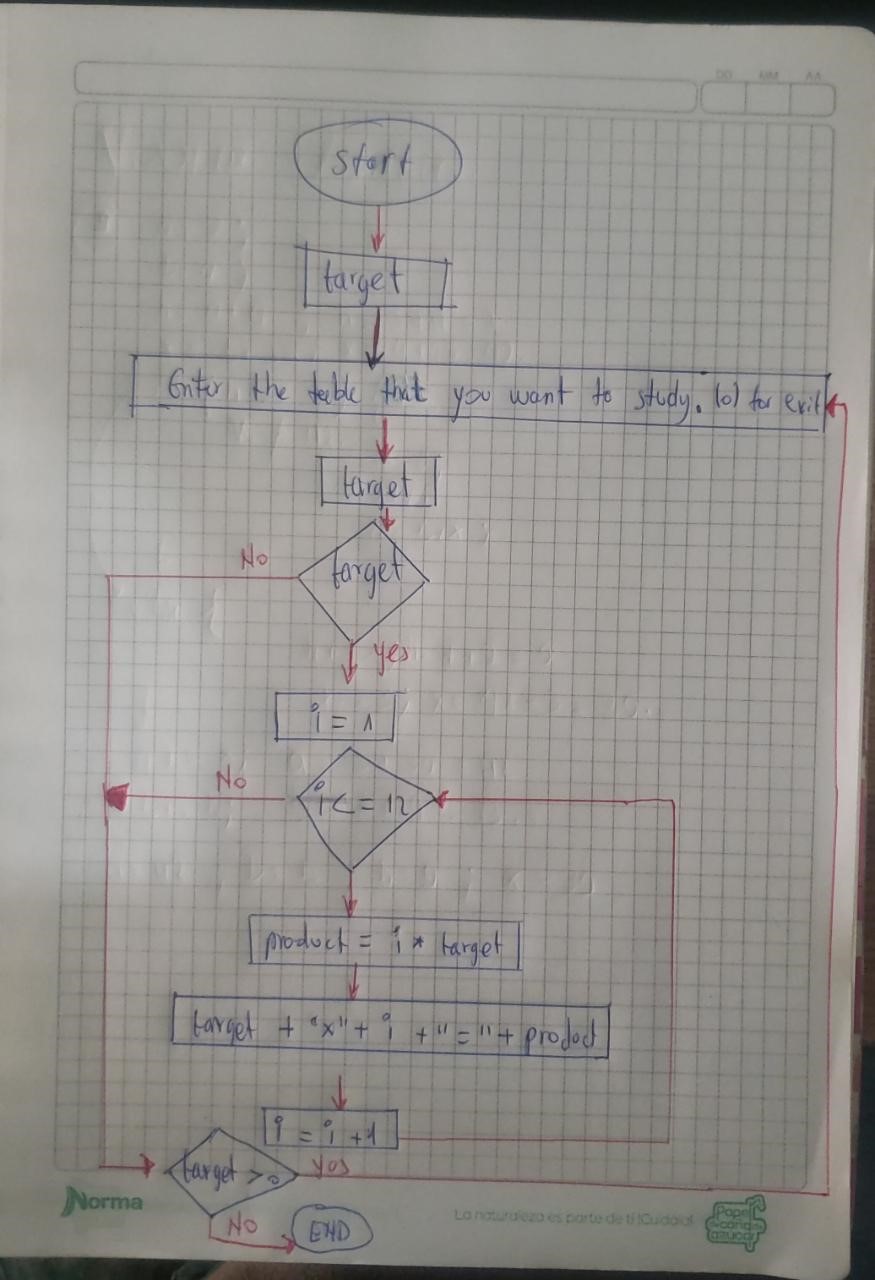 DD MM AA
start
target
Enter the table that you want to study. (0) for exit
target
target
No
yes
i = 1
No
i <= 12
product = i * target
target + "x" + i + "=" + product
i = i + 1
target > 0
yes
Norma
La naturaleza es parte de ti ¡Cuídala!
Papel
caña de
azúcar
No
END